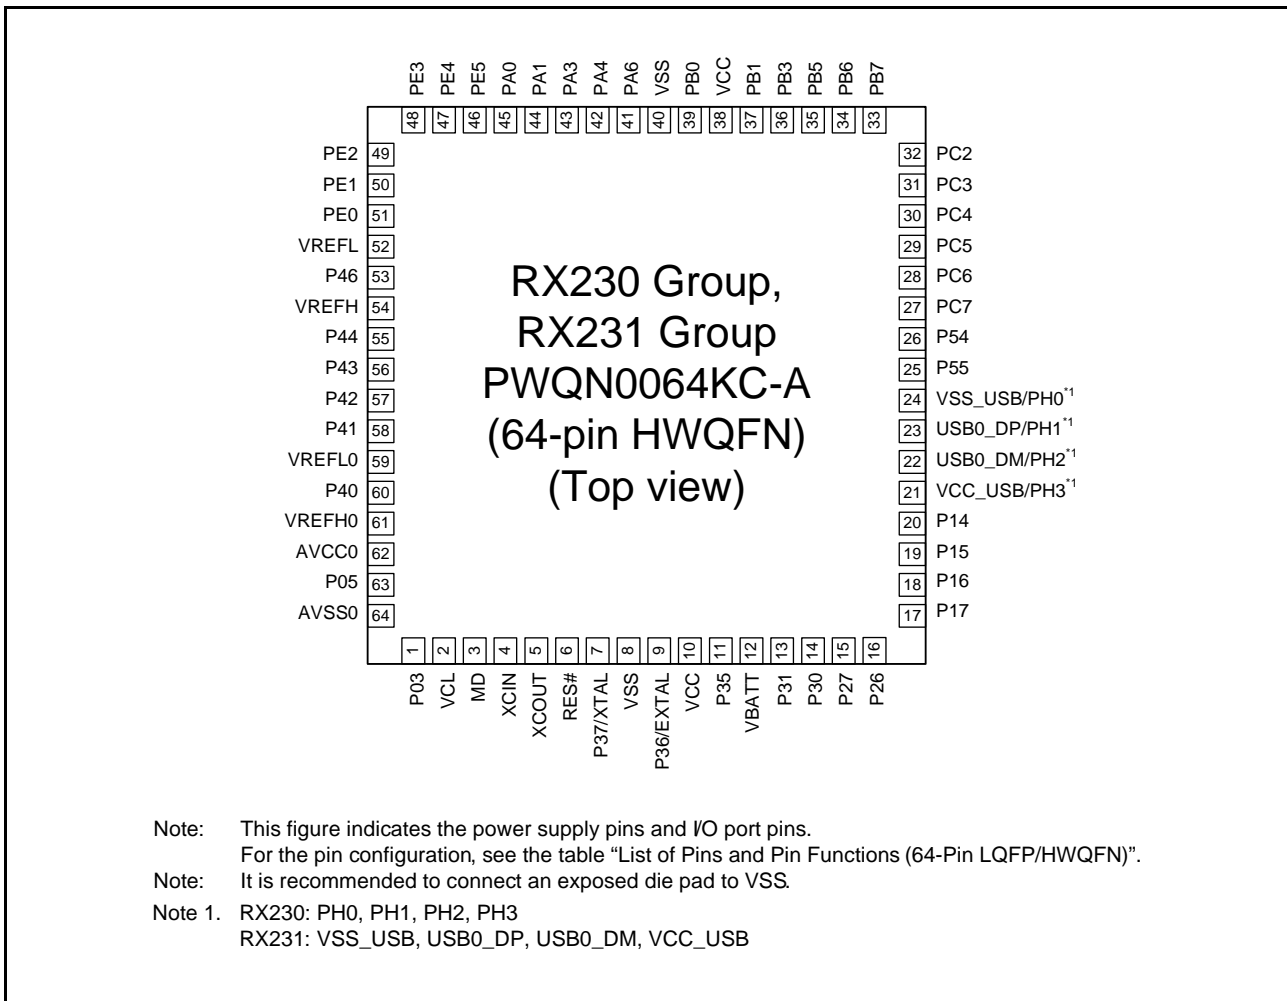 PE3 PE4 PE5 PA0 PA1 PA3 PA4 PA6 VSS PB0 VCC PB1 PB3 PB5 PB6 PB7
48 47 46 45 44 43 42 41 40 39 38 37 36 35 34 33
PE2 49
PE1 50
PE0 51
VREFL 52
P46 53
VREFH 54
P44 55
P43 56
P42 57
P41 58
VREFL0 59
P40 60
VREFH0 61
AVCC0 62
P05 63
AVSS0 64
RX230 Group,
RX231 Group
PWQN0064KC-A
(64-pin HWQFN)
(Top view)
32 PC2
31 PC3
30 PC4
29 PC5
28 PC6
27 PC7
26 P54
25 P55
24 VSS_USB/PH0*1
23 USB0_DP/PH1*1
22 USB0_DM/PH2*1
21 VCC_USB/PH3*1
20 P14
19 P15
18 P16
17 P17
1 2 3 4 5 6 7 8 9 10 11 12 13 14 15 16
P03 VCL MD XCIN XCOUT RES# P37/XTAL VSS P36/EXTAL VCC P35 VBATT P31 P30 P27 P26
Note: This figure indicates the power supply pins and I/O port pins.
For the pin configuration, see the table “List of Pins and Pin Functions (64-Pin LQFP/HWQFN)”.
Note: It is recommended to connect an exposed die pad to VSS.
Note 1. RX230: PH0, PH1, PH2, PH3
RX231: VSS_USB, USB0_DP, USB0_DM, VCC_USB